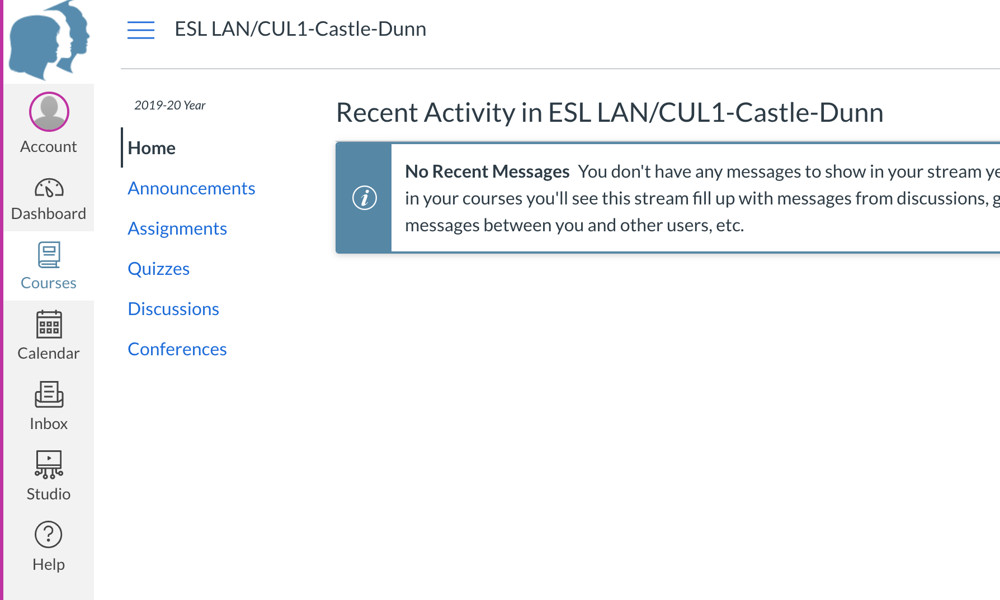 ESL LAN/CUL1-Castle-Dunn
Account
Dashboard
Courses
Calendar
Inbox
Studio
Help
2019-20 Year
Home
Announcements
Assignments
Quizzes
Discussions
Conferences
Recent Activity in ESL LAN/CUL1-Castle-Dunn
No Recent Messages You don't have any messages to show in your stream ye
in your courses you'll see this stream fill up with messages from discussions, g
messages between you and other users, etc.